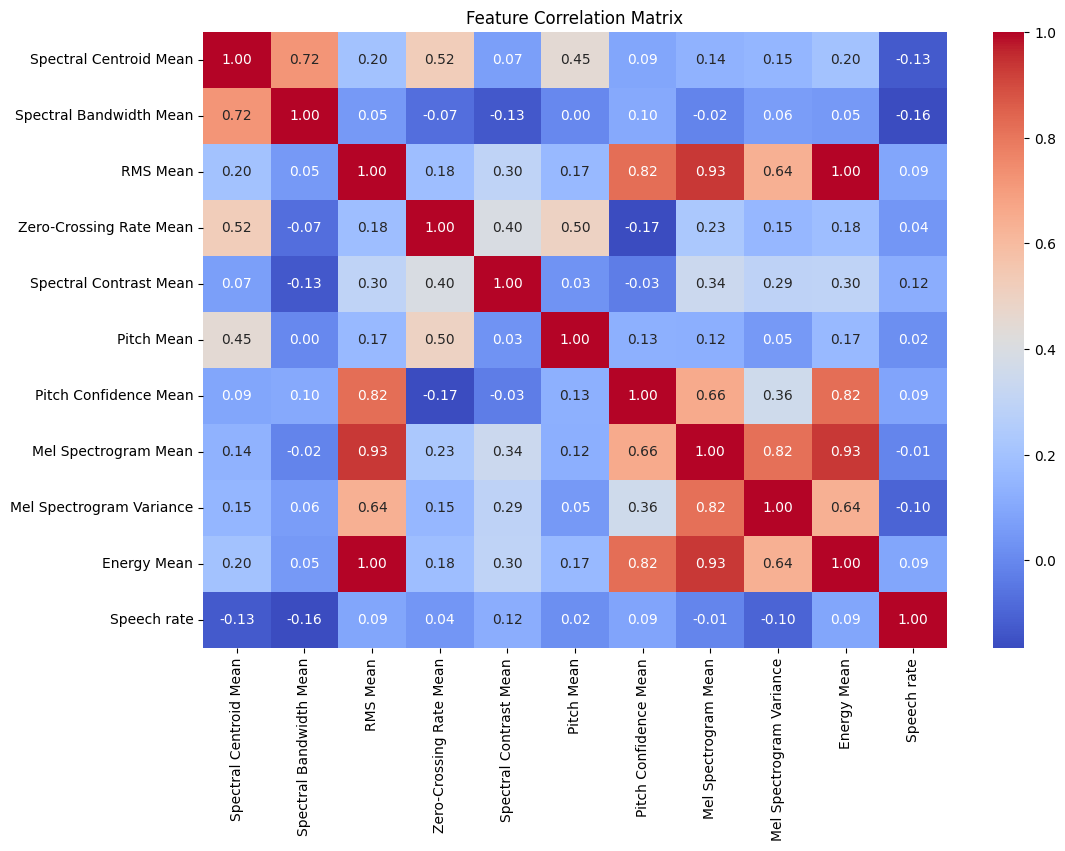 Feature Correlation Matrix
Spectral Centroid Mean 1.00 0.72 0.20 0.52 0.07 0.45 0.09 0.14 0.15 0.20 -0.13
Spectral Bandwidth Mean 0.72 1.00 0.05 -0.07 -0.13 0.00 0.10 -0.02 0.06 0.05 -0.16
RMS Mean 0.20 0.05 1.00 0.18 0.30 0.17 0.82 0.93 0.64 1.00 0.09
Zero-Crossing Rate Mean 0.52 -0.07 0.18 1.00 0.40 0.50 -0.17 0.23 0.15 0.18 0.04
Spectral Contrast Mean 0.07 -0.13 0.30 0.40 1.00 0.03 -0.03 0.34 0.29 0.30 0.12
Pitch Mean 0.45 0.00 0.17 0.50 0.03 1.00 0.13 0.12 0.05 0.17 0.02
Pitch Confidence Mean 0.09 0.10 0.82 -0.17 -0.03 0.13 1.00 0.66 0.36 0.82 0.09
Mel Spectrogram Mean 0.14 -0.02 0.93 0.23 0.34 0.12 0.66 1.00 0.82 0.93 -0.01
Mel Spectrogram Variance 0.15 0.06 0.64 0.15 0.29 0.05 0.36 0.82 1.00 0.64 -0.10
Energy Mean 0.20 0.05 1.00 0.18 0.30 0.17 0.82 0.93 0.64 1.00 0.09
Speech rate -0.13 -0.16 0.09 0.04 0.12 0.02 0.09 -0.01 -0.10 0.09 1.00
Spectral Centroid Mean
Spectral Bandwidth Mean
RMS Mean
Zero-Crossing Rate Mean
Spectral Contrast Mean
Pitch Mean
Pitch Confidence Mean
Mel Spectrogram Mean
Mel Spectrogram Variance
Energy Mean
Speech rate
1.0
0.8
0.6
0.4
0.2
0.0